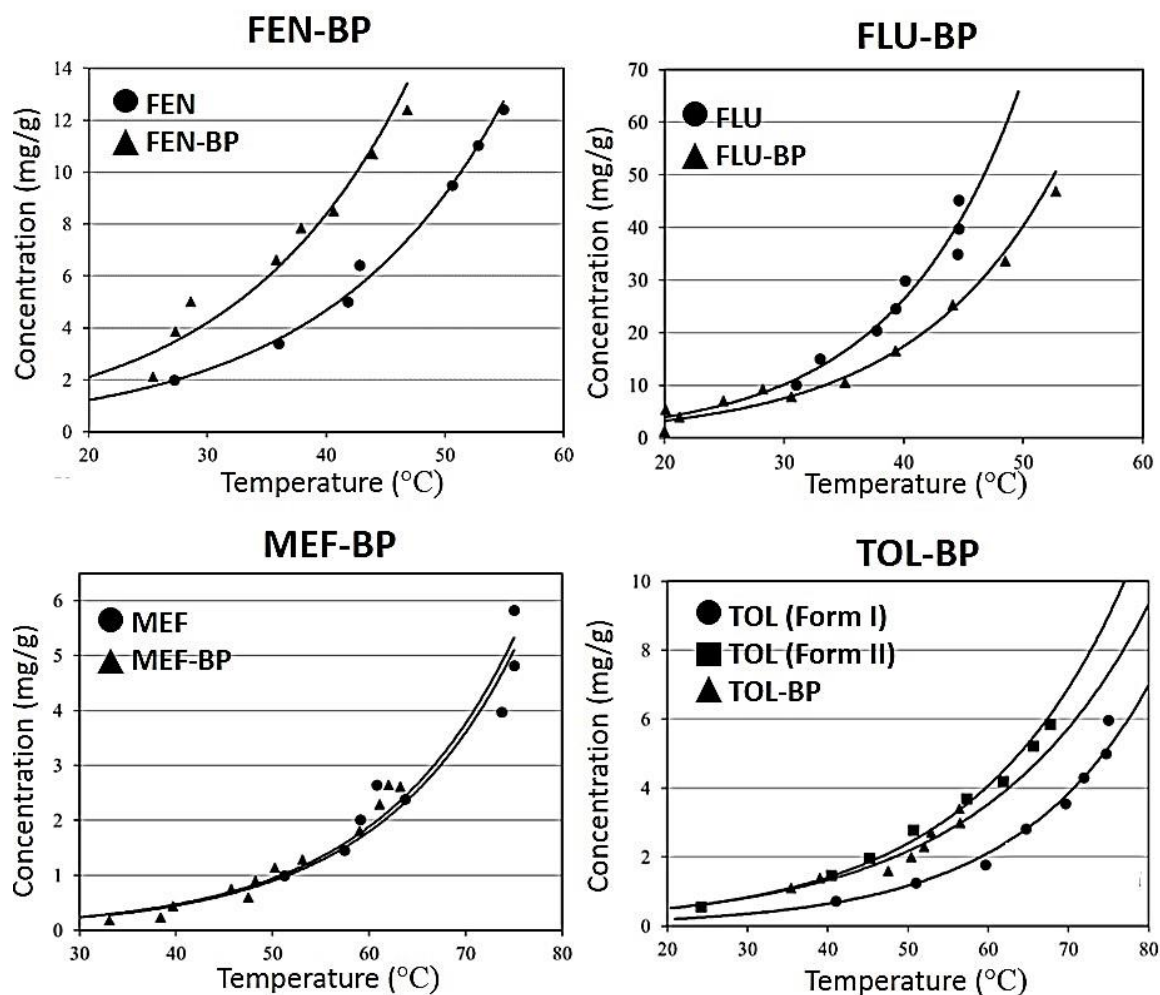 FEN-BP
FEN
FEN-BP
Concentration (mg/g)
14
12
10
8
6
4
2
0
20 30 40 50 60
Temperature (°C)
FLU-BP
FLU
FLU-BP
Concentration (mg/g)
70
60
50
40
30
20
10
0
20 30 40 50 60
Temperature (°C)
MEF-BP
MEF
MEF-BP
Concentration (mg/g)
6
5
4
3
2
1
0
30 40 50 60 70 80
Temperature (°C)
TOL-BP
TOL (Form I)
TOL (Form II)
TOL-BP
Concentration (mg/g)
10
8
6
4
2
0
20 30 40 50 60 70 80
Temperature (°C)